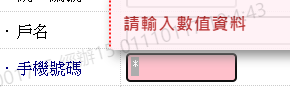 請輸入數值資料
· 戶名
· 手機號碼
*